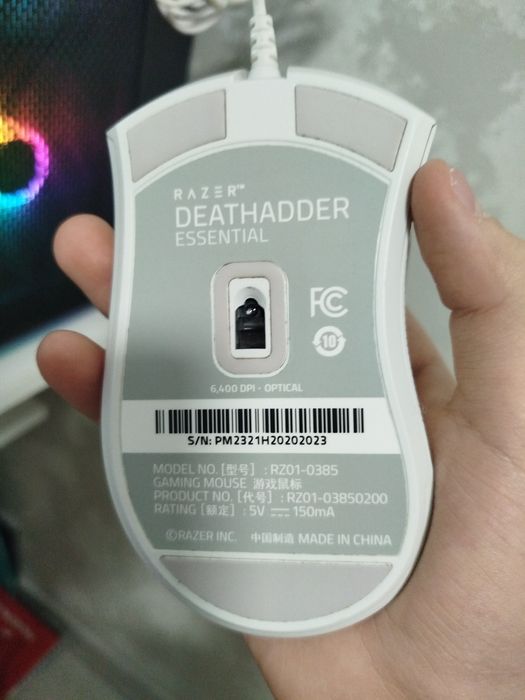 RAZER™
DEATHADDER
ESSENTIAL
FC
10
6,400 DPI - OPTICAL
S/N: PM2321H20202023
MODEL NO. [型号] : RZ01-0385
GAMING MOUSE 游戏鼠标
PRODUCT NO. [代号] : RZ01-03850200
RATING [额定] : 5V ⎓ 150mA
©RAZER INC. 中国制造 MADE IN CHINA